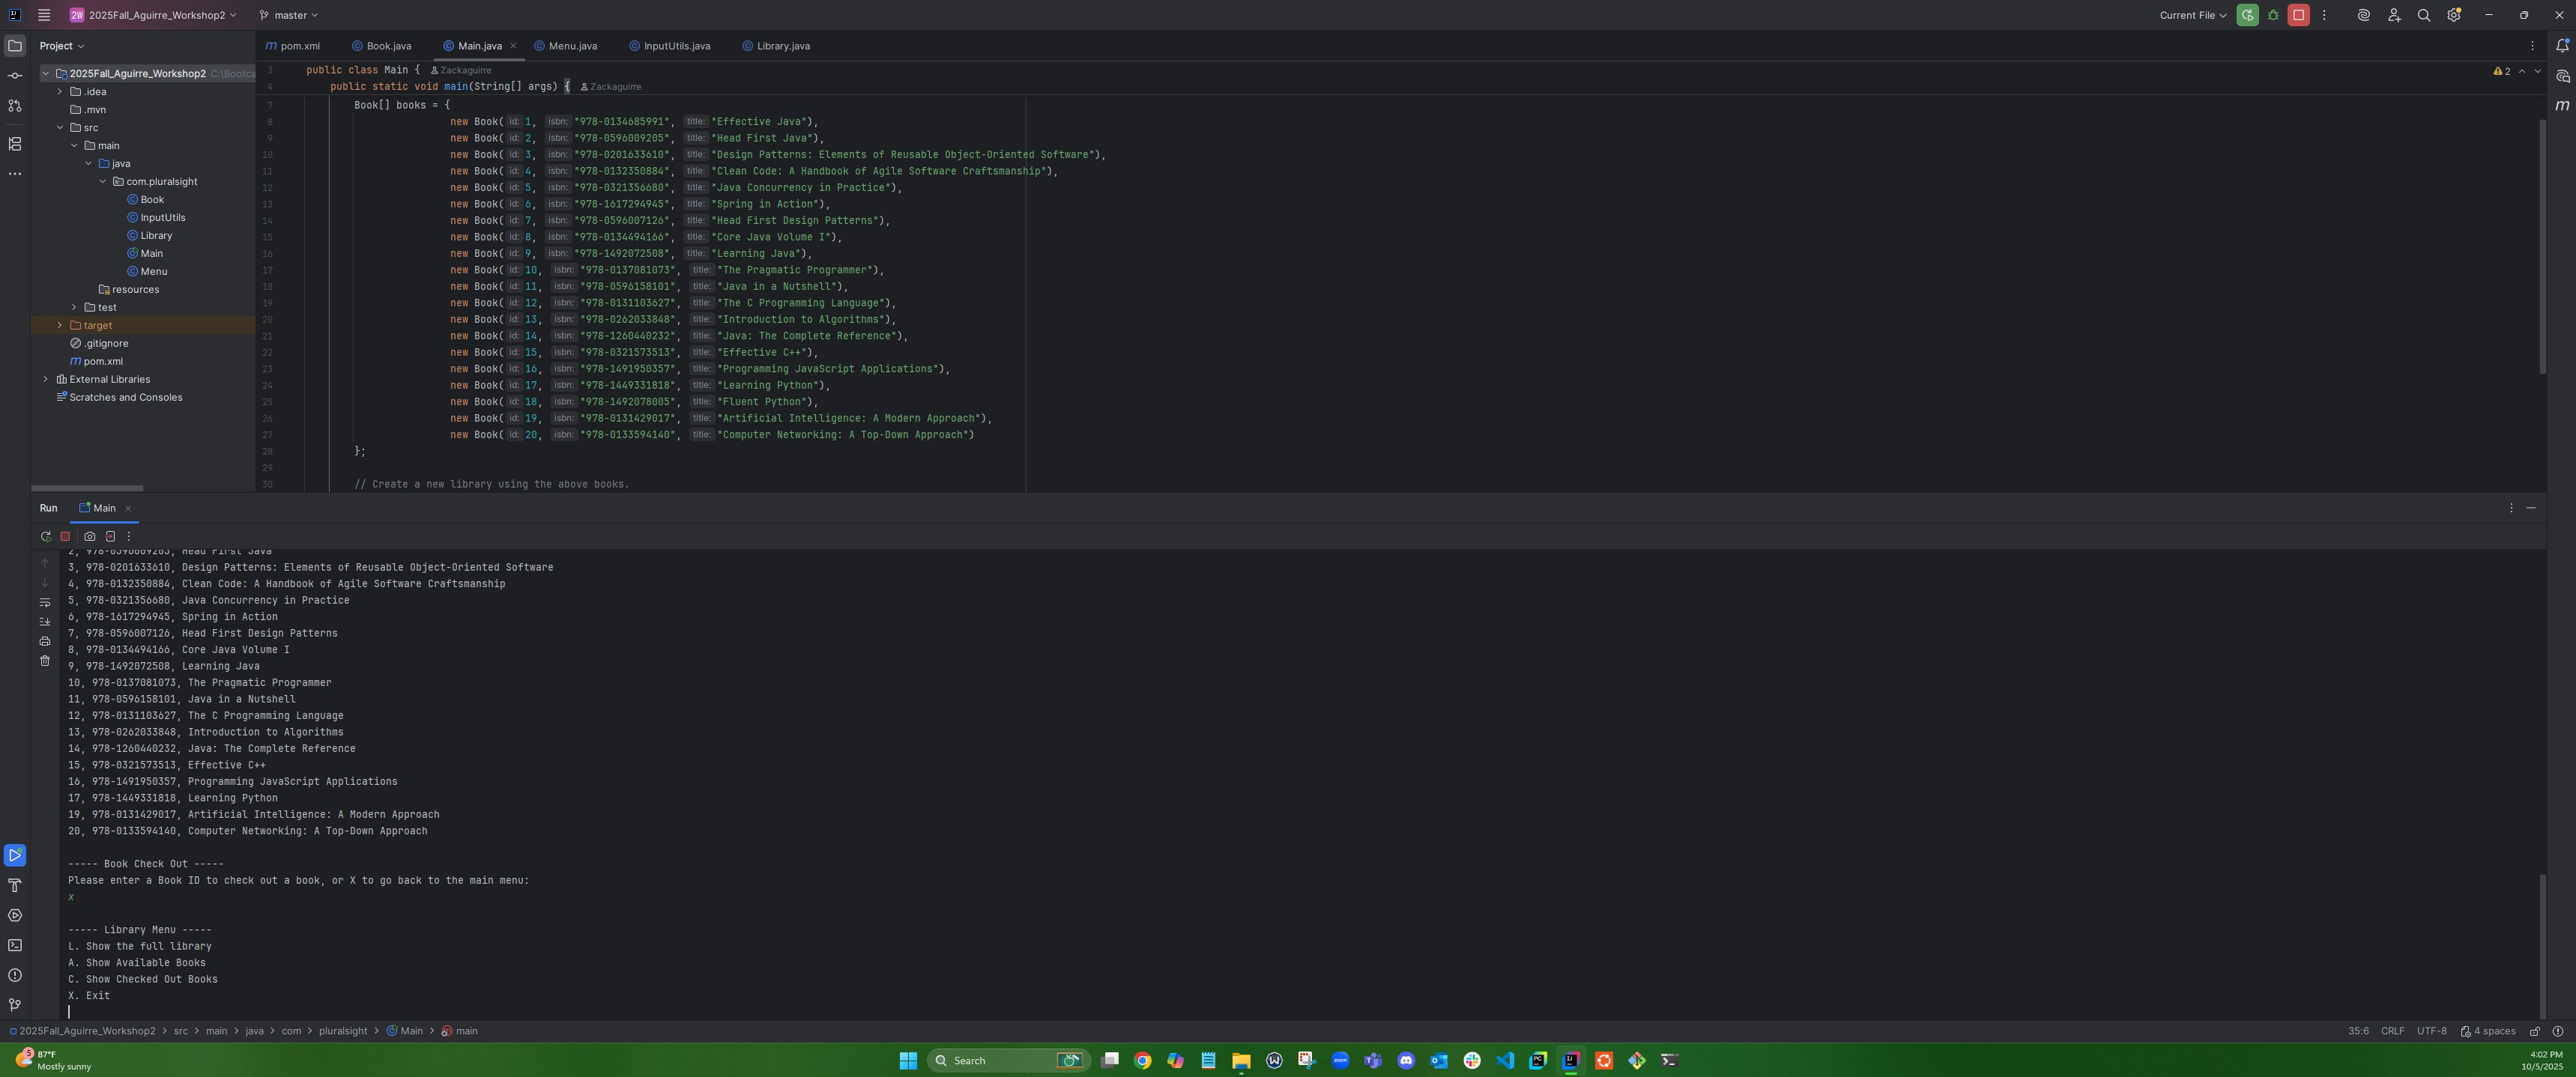 2W 2025Fall_Aguirre_Workshop2 master Current File
Project
pom.xml Book.java Main.java Menu.java InputUtils.java Library.java
2025Fall_Aguirre_Workshop2 C:\Bootca
.idea
.mvn
src
main
java
com.pluralsight
Book
InputUtils
Library
Main
Menu
resources
test
target
.gitignore
pom.xml
External Libraries
Scratches and Consoles
2
3 public class Main { Zackaguirre
4 public static void main(String[] args) { Zackaguirre
7 Book[] books = {
8 new Book( id: 1, isbn: "978-0134685991", title: "Effective Java"),
9 new Book( id: 2, isbn: "978-0596009205", title: "Head First Java"),
10 new Book( id: 3, isbn: "978-0201633610", title: "Design Patterns: Elements of Reusable Object-Oriented Software"),
11 new Book( id: 4, isbn: "978-0132350884", title: "Clean Code: A Handbook of Agile Software Craftsmanship"),
12 new Book( id: 5, isbn: "978-0321356680", title: "Java Concurrency in Practice"),
13 new Book( id: 6, isbn: "978-1617294945", title: "Spring in Action"),
14 new Book( id: 7, isbn: "978-0596007126", title: "Head First Design Patterns"),
15 new Book( id: 8, isbn: "978-0134494166", title: "Core Java Volume I"),
16 new Book( id: 9, isbn: "978-1492072508", title: "Learning Java"),
17 new Book( id: 10, isbn: "978-0137081073", title: "The Pragmatic Programmer"),
18 new Book( id: 11, isbn: "978-0596158101", title: "Java in a Nutshell"),
19 new Book( id: 12, isbn: "978-0131103627", title: "The C Programming Language"),
20 new Book( id: 13, isbn: "978-0262033848", title: "Introduction to Algorithms"),
21 new Book( id: 14, isbn: "978-1260440232", title: "Java: The Complete Reference"),
22 new Book( id: 15, isbn: "978-0321573513", title: "Effective C++"),
23 new Book( id: 16, isbn: "978-1491950357", title: "Programming JavaScript Applications"),
24 new Book( id: 17, isbn: "978-1449331818", title: "Learning Python"),
25 new Book( id: 18, isbn: "978-1492078005", title: "Fluent Python"),
26 new Book( id: 19, isbn: "978-0131429017", title: "Artificial Intelligence: A Modern Approach"),
27 new Book( id: 20, isbn: "978-0133594140", title: "Computer Networking: A Top-Down Approach")
28 };
29
30 // Create a new library using the above books.
Run Main
2, 978-0596009205, Head First Java
3, 978-0201633610, Design Patterns: Elements of Reusable Object-Oriented Software
4, 978-0132350884, Clean Code: A Handbook of Agile Software Craftsmanship
5, 978-0321356680, Java Concurrency in Practice
6, 978-1617294945, Spring in Action
7, 978-0596007126, Head First Design Patterns
8, 978-0134494166, Core Java Volume I
9, 978-1492072508, Learning Java
10, 978-0137081073, The Pragmatic Programmer
11, 978-0596158101, Java in a Nutshell
12, 978-0131103627, The C Programming Language
13, 978-0262033848, Introduction to Algorithms
14, 978-1260440232, Java: The Complete Reference
15, 978-0321573513, Effective C++
16, 978-1491950357, Programming JavaScript Applications
17, 978-1449331818, Learning Python
19, 978-0131429017, Artificial Intelligence: A Modern Approach
20, 978-0133594140, Computer Networking: A Top-Down Approach
----- Book Check Out -----
Please enter a Book ID to check out a book, or X to go back to the main menu:
x
----- Library Menu -----
L. Show the full library
A. Show Available Books
C. Show Checked Out Books
X. Exit
2025Fall_Aguirre_Workshop2 > src > main > java > com > pluralsight > Main > main
35:6 CRLF UTF-8 4 spaces
5 87°F
Mostly sunny
Search
zoom
4:02 PM
10/5/2025